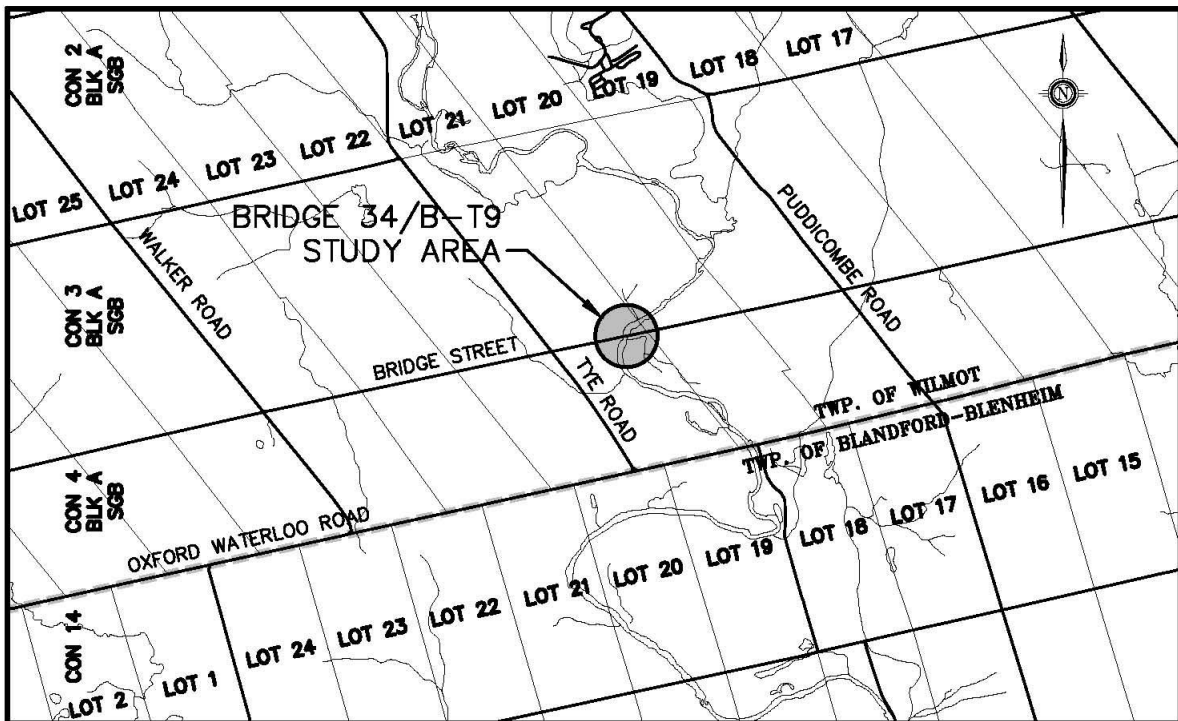 CON 2
BLK A
SGB
LOT 25
LOT 24
LOT 23
LOT 22
LOT 21
LOT 20
LOT 19
LOT 18
LOT 17
N
BRIDGE 34/B-T9
STUDY AREA
WALKER ROAD
PUDDICOMBE ROAD
CON 3
BLK A
SGB
BRIDGE STREET
TYE ROAD
TWP. OF WILMOT
TWP. OF BLANDFORD-BLENHEIM
CON 4
BLK A
SGB
OXFORD WATERLOO ROAD
CON 14
LOT 2
LOT 1
LOT 24
LOT 23
LOT 22
LOT 21
LOT 20
LOT 19
LOT 18
LOT 17
LOT 16
LOT 15